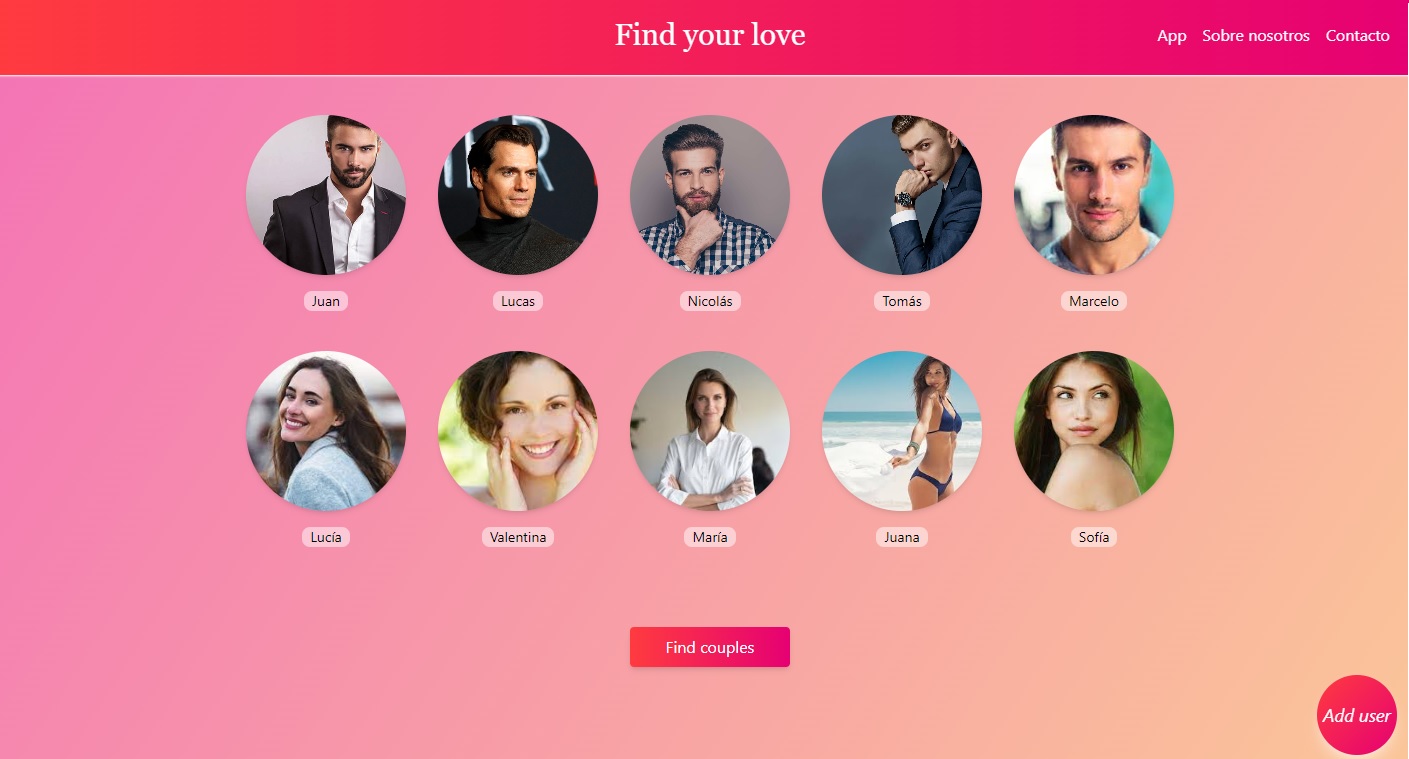 Find your love
App Sobre nosotros Contacto
Juan Lucas Nicolás Tomás Marcelo
Lucía Valentina María Juana Sofía
Find couples
Add user